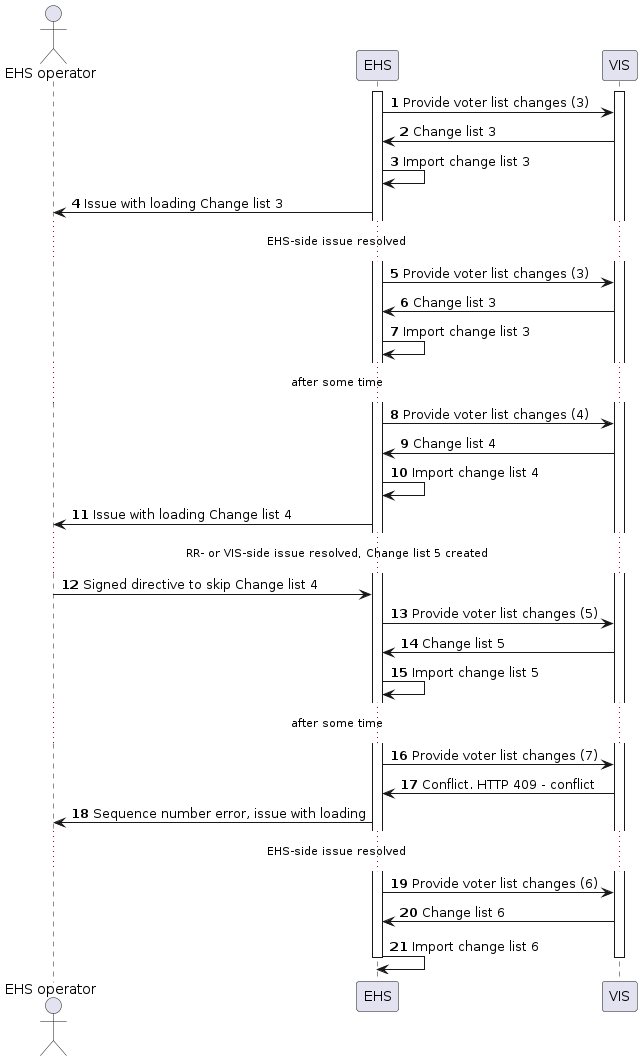 EHS operator
EHS
VIS
1 Provide voter list changes (3)
2 Change list 3
3 Import change list 3
4 Issue with loading Change list 3
EHS-side issue resolved
5 Provide voter list changes (3)
6 Change list 3
7 Import change list 3
after some time
8 Provide voter list changes (4)
9 Change list 4
10 Import change list 4
11 Issue with loading Change list 4
RR- or VIS-side issue resolved, Change list 5 created
12 Signed directive to skip Change list 4
13 Provide voter list changes (5)
14 Change list 5
15 Import change list 5
after some time
16 Provide voter list changes (7)
17 Conflict. HTTP 409 - conflict
18 Sequence number error, issue with loading
EHS-side issue resolved
19 Provide voter list changes (6)
20 Change list 6
21 Import change list 6
EHS operator
EHS
VIS